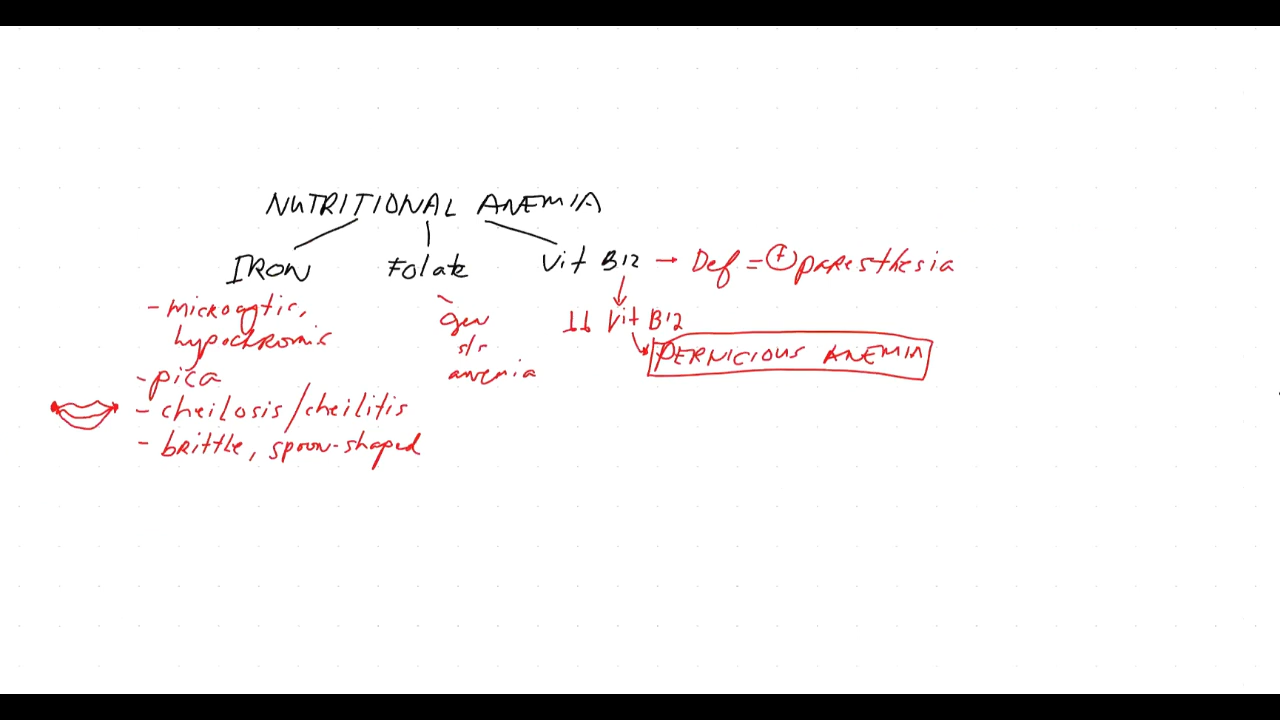 NUTRITIONAL ANEMIA
IRON
- microcytic,
hypochromic
- pica
- cheilosis/cheilitis
- brittle, spoon-shaped
Folate
gen
s/s
anemia
Vit B12 → Def = (+) paresthesia
↓↓ Vit B12
PERNICIOUS ANEMIA